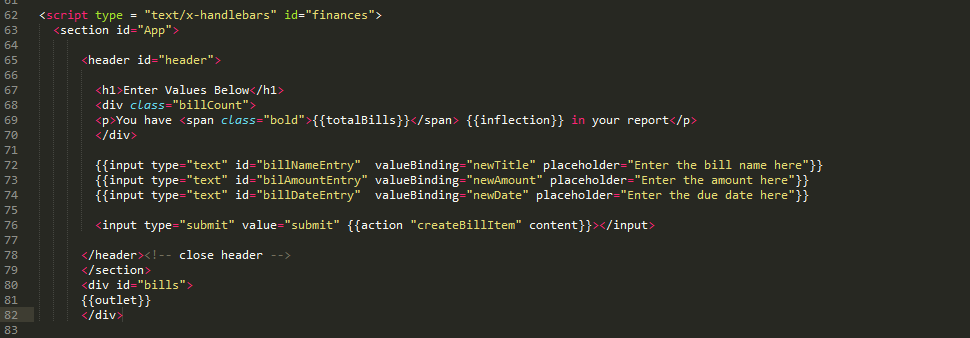 61
62 <script type = "text/x-handlebars" id="finances">
63 <section id="App">
64
65 <header id="header">
66
67 <h1>Enter Values Below</h1>
68 <div class="billCount">
69 <p>You have <span class="bold">{{totalBills}}</span> {{inflection}} in your report</p>
70 </div>
71
72 {{input type="text" id="billNameEntry"  valueBinding="newTitle" placeholder="Enter the bill name here"}}
73 {{input type="text" id="bilAmountEntry" valueBinding="newAmount" placeholder="Enter the amount here"}}
74 {{input type="text" id="billDateEntry"  valueBinding="newDate" placeholder="Enter the due date here"}}
75
76 <input type="submit" value="submit" {{action "createBillItem" content}}></input>
77
78 </header><!-- close header -->
79 </section>
80 <div id="bills">
81 {{outlet}}
82 </div>
83